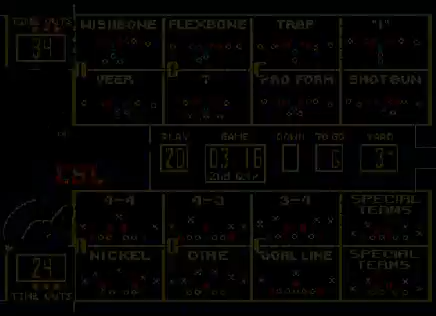 TIME OUTS
34
WISHBONE FLEXBONE TRAP "I"
VEER T PRO FORM SHOTGUN
PLAY GAME DOWN TO GO YARD
20 03 16 G 3
2nd Qtr
4-4 4-3 3-4 SPECIAL TEAMS
NICKEL DIME GOAL LINE SPECIAL TEAMS
24
TIME OUTS